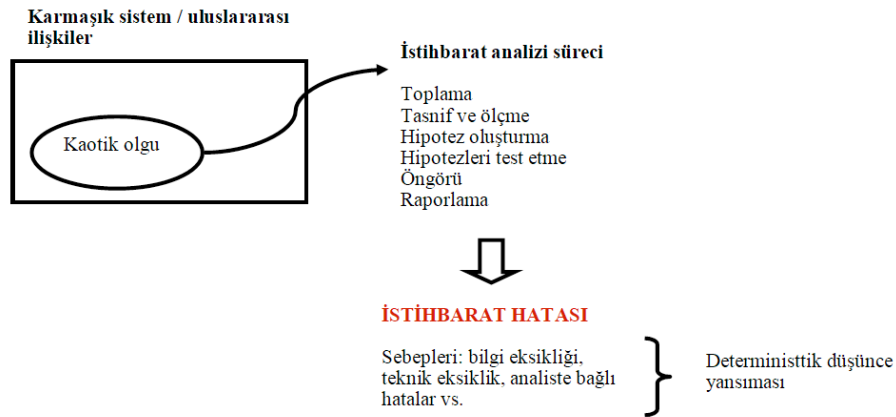 Karmaşık sistem / uluslararası
ilişkiler
Kaotik olgu
İstihbarat analizi süreci
Toplama
Tasnif ve ölçme
Hipotez oluşturma
Hipotezleri test etme
Öngörü
Raporlama
İSTİHBARAT HATASI
Sebepleri: bilgi eksikliği,
teknik eksiklik, analiste bağlı
hatalar vs.
Deterministtik düşünce
yansıması